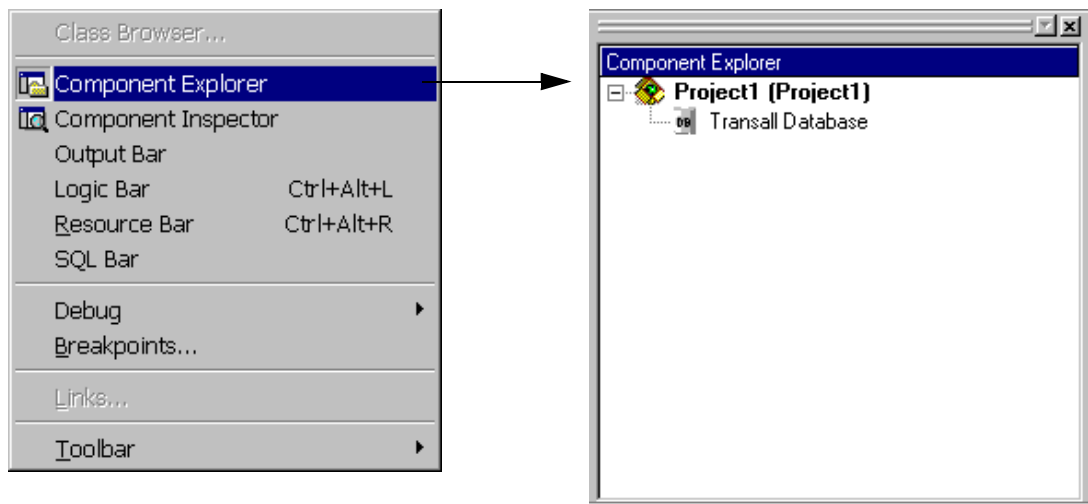 Class Browser...
Component Explorer
Component Inspector
Output Bar
Logic Bar Ctrl+Alt+L
Resource Bar Ctrl+Alt+R
SQL Bar
Debug
Breakpoints...
Links...
Toolbar
Component Explorer
Project1 (Project1)
DB Transall Database